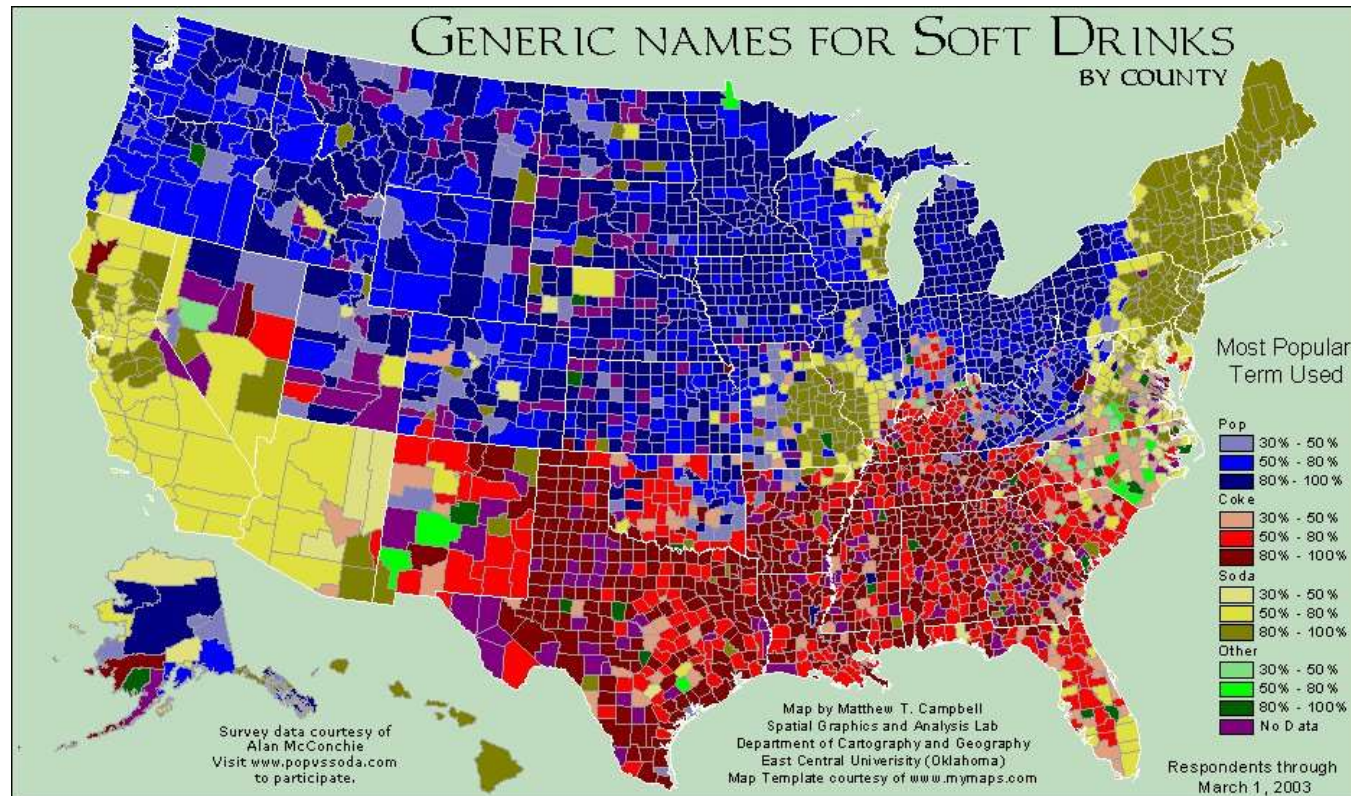 GENERIC NAMES FOR SOFT DRINKS
BY COUNTY
Most Popular
Term Used
Pop
30% - 50%
50% - 80%
80% - 100%
Coke
30% - 50%
50% - 80%
80% - 100%
Soda
30% - 50%
50% - 80%
80% - 100%
Other
30% - 50%
50% - 80%
80% - 100%
No Data
Survey data courtesy of
Alan McConchie
Visit www.popvssoda.com
to participate.
Map by Matthew T. Campbell
Spatial Graphics and Analysis Lab
Department of Cartography and Geography
East Central Univerisity (Oklahoma)
Map Template courtesy of www.mymaps.com
Respondents through
March 1, 2003